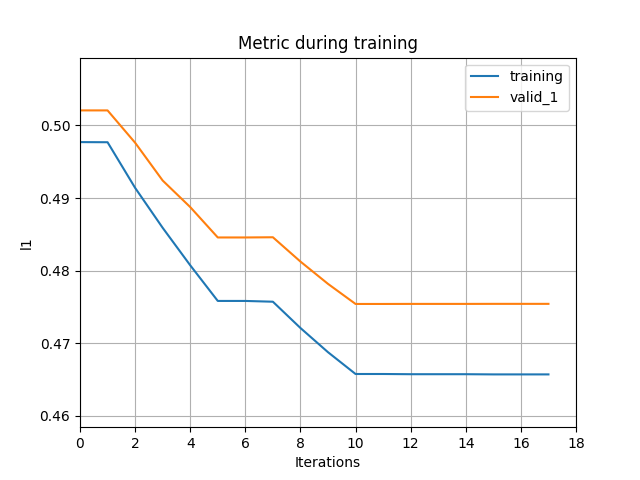 Metric during training
training
valid_1
0.50
0.49
0.48
0.47
0.46
l1
0 2 4 6 8 10 12 14 16 18
Iterations